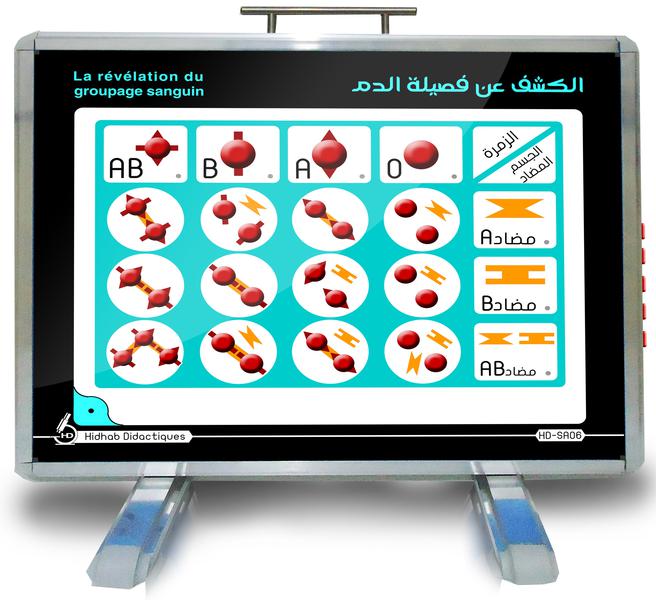 La révélation du
groupage sanguin
الكشف عن فصيلة الدم
AB
B
A
O
الزمرة
الجسم
المضاد
مضادA
مضادB
مضادAB
HD
Hidhab Didactiques
HD-SA06